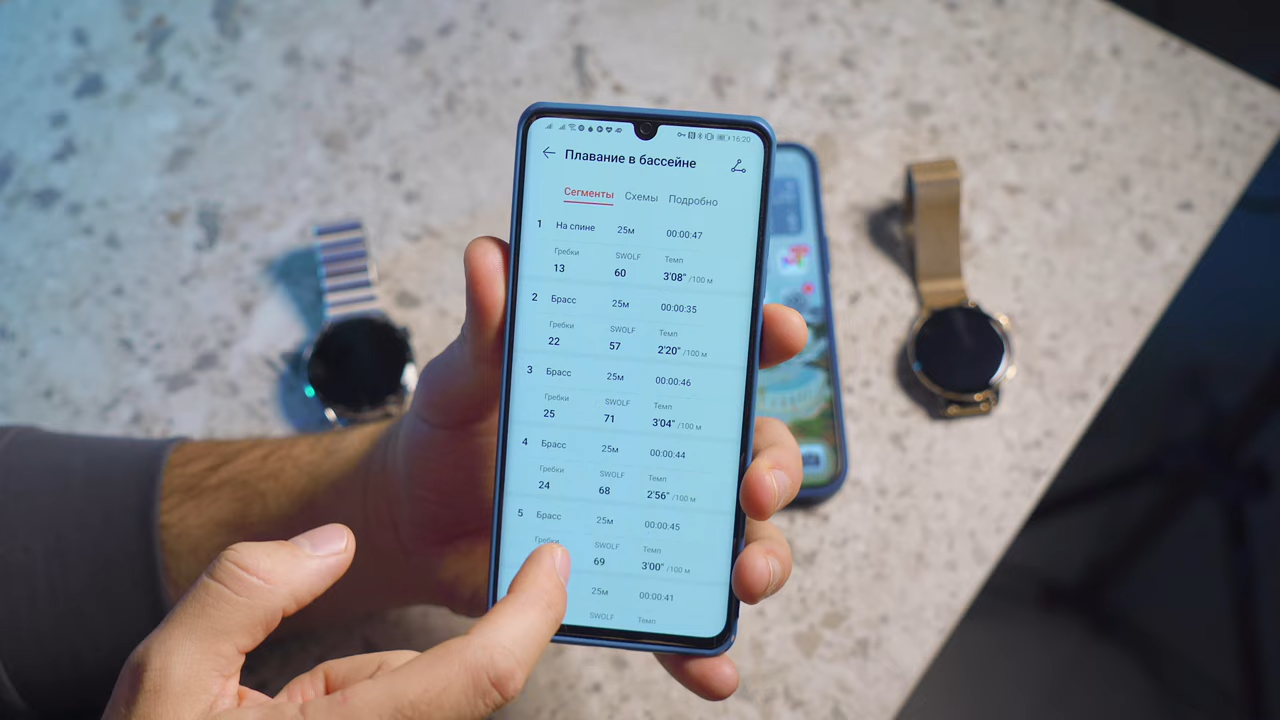 16:20
Плавание в бассейне
Сегменты Схемы Подробно
1 На спине 25м 00:00:47
Гребки SWOLF Темп
13 60 3'08" /100 м
2 Брасс 25м 00:00:35
Гребки SWOLF Темп
22 57 2'20" /100 м
3 Брасс 25м 00:00:46
Гребки SWOLF Темп
25 71 3'04" /100 м
4 Брасс 25м 00:00:44
Гребки SWOLF Темп
24 68 2'56" /100 м
5 Брасс 25м 00:00:45
Гребки SWOLF Темп
69 3'00" /100 м
25м 00:00:41
SWOLF Темп